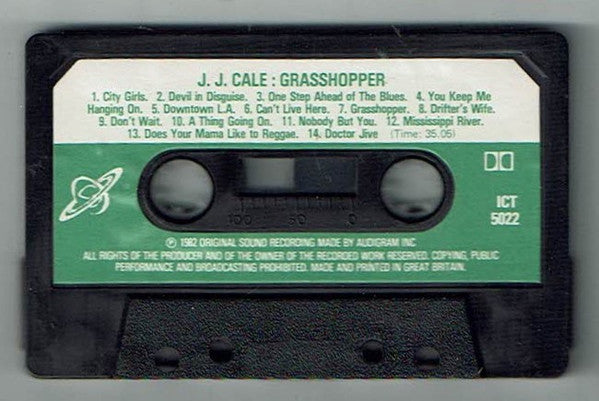 J. J. CALE : GRASSHOPPER
1. City Girls. 2. Devil in Disguise. 3. One Step Ahead of The Blues. 4. You Keep Me
Hanging On. 5. Downtown L.A. 6. Can't Live Here. 7. Grasshopper. 8. Drifter's Wife.
9. Don't Wait. 10. A Thing Going On. 11. Nobody But You. 12. Mississippi River.
13. Does Your Mama Like to Reggae. 14. Doctor Jive (Time: 35.06)
ICT
5022
100 50 0
℗ 1982 ORIGINAL SOUND RECORDING MADE BY AUDIGRAM INC
ALL RIGHTS OF THE PRODUCER AND OF THE OWNER OF THE RECORDED WORK RESERVED. COPYING, PUBLIC
PERFORMANCE AND BROADCASTING PROHIBITED. MADE AND PRINTED IN GREAT BRITAIN.